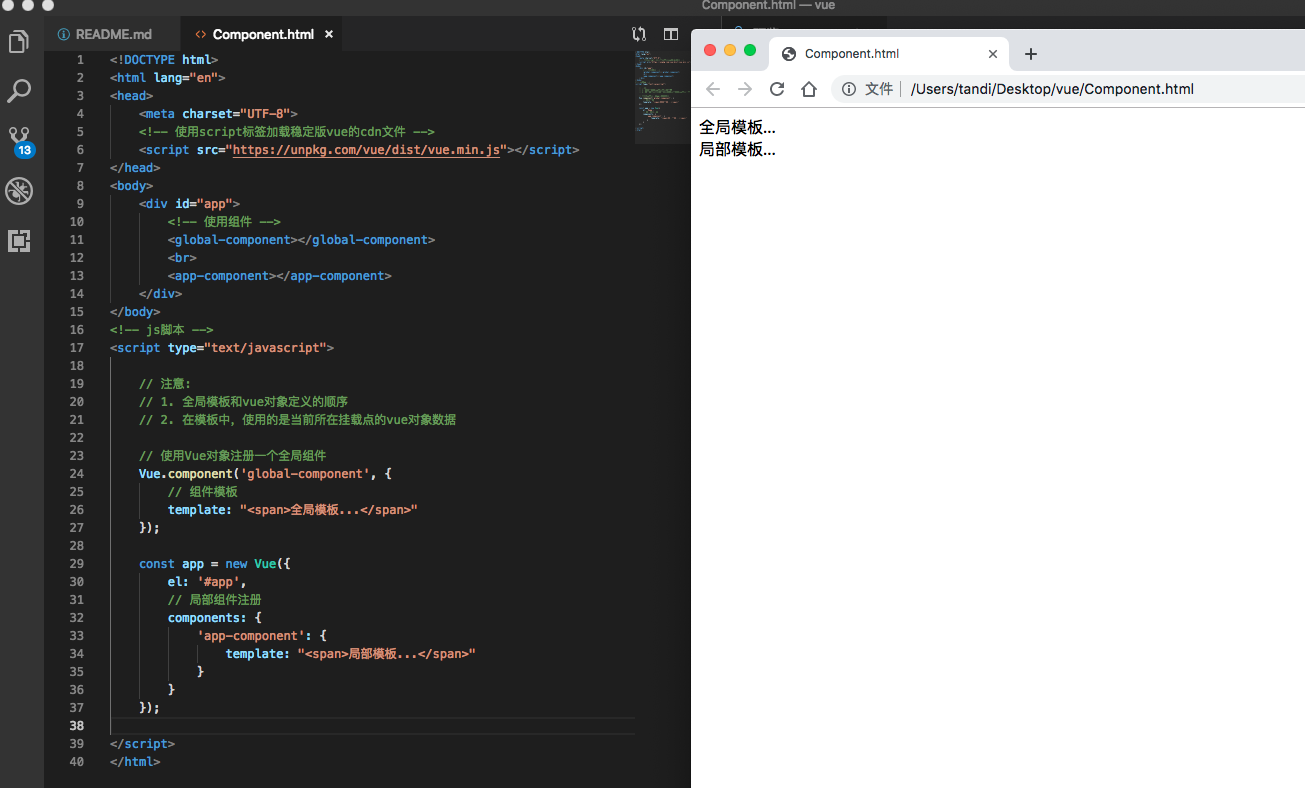 Component.html — vue
README.md
Component.html ×
13
1 <!DOCTYPE html>
2 <html lang="en">
3 <head>
4 <meta charset="UTF-8">
5 <!-- 使用script标签加载稳定版vue的cdn文件 -->
6 <script src="https://unpkg.com/vue/dist/vue.min.js"></script>
7 </head>
8 <body>
9 <div id="app">
10 <!-- 使用组件 -->
11 <global-component></global-component>
12 <br>
13 <app-component></app-component>
14 </div>
15 </body>
16 <!-- js脚本 -->
17 <script type="text/javascript">
18
19 // 注意:
20 // 1. 全局模板和vue对象定义的顺序
21 // 2. 在模板中, 使用的是当前所在挂载点的vue对象数据
22
23 // 使用Vue对象注册一个全局组件
24 Vue.component('global-component', {
25 // 组件模板
26 template: "<span>全局模板...</span>"
27 });
28
29 const app = new Vue({
30 el: '#app',
31 // 局部组件注册
32 components: {
33 'app-component': {
34 template: "<span>局部模板...</span>"
35 }
36 }
37 });
38
39 </script>
40 </html>
Component.html
文件 | /Users/tandi/Desktop/vue/Component.html
全局模板...
局部模板...